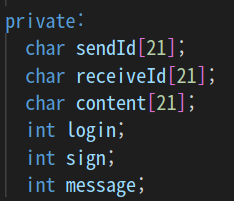 private:
char sendId[21];
char receiveId[21];
char content[21];
int login;
int sign;
int message;